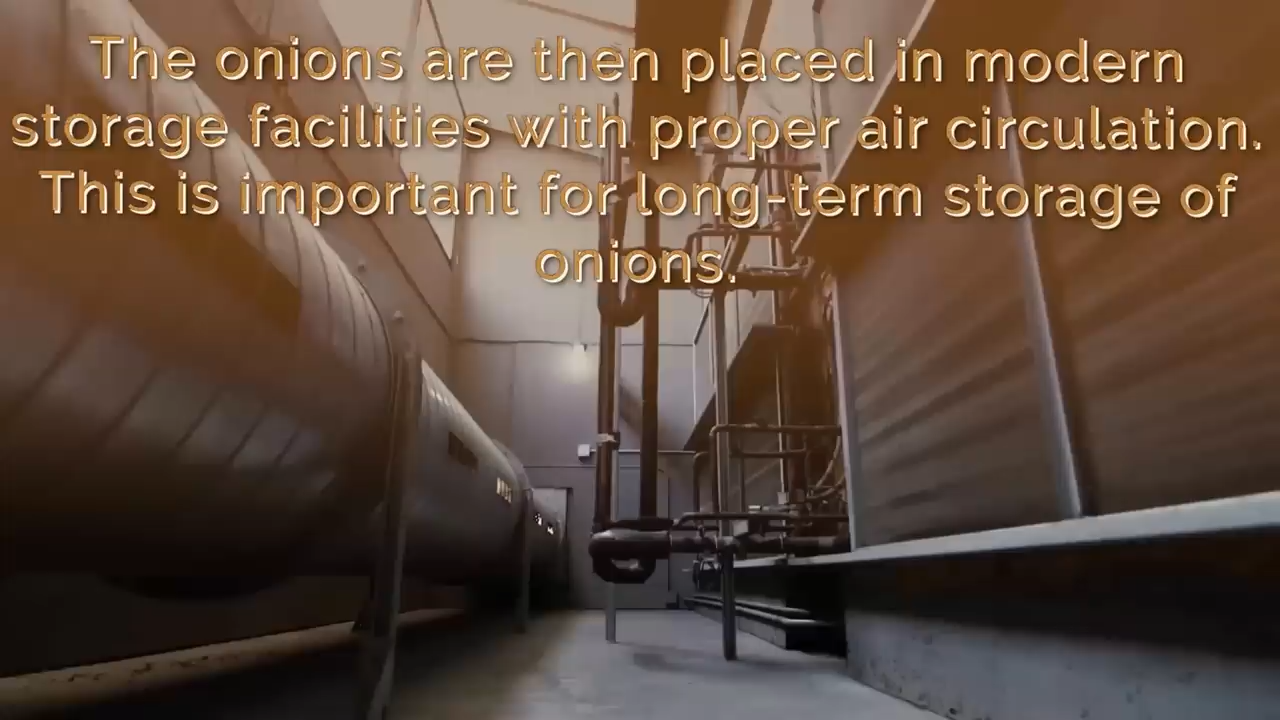 The onions are then placed in modern
storage facilities with proper air circulation.
This is important for long-term storage of
onions.